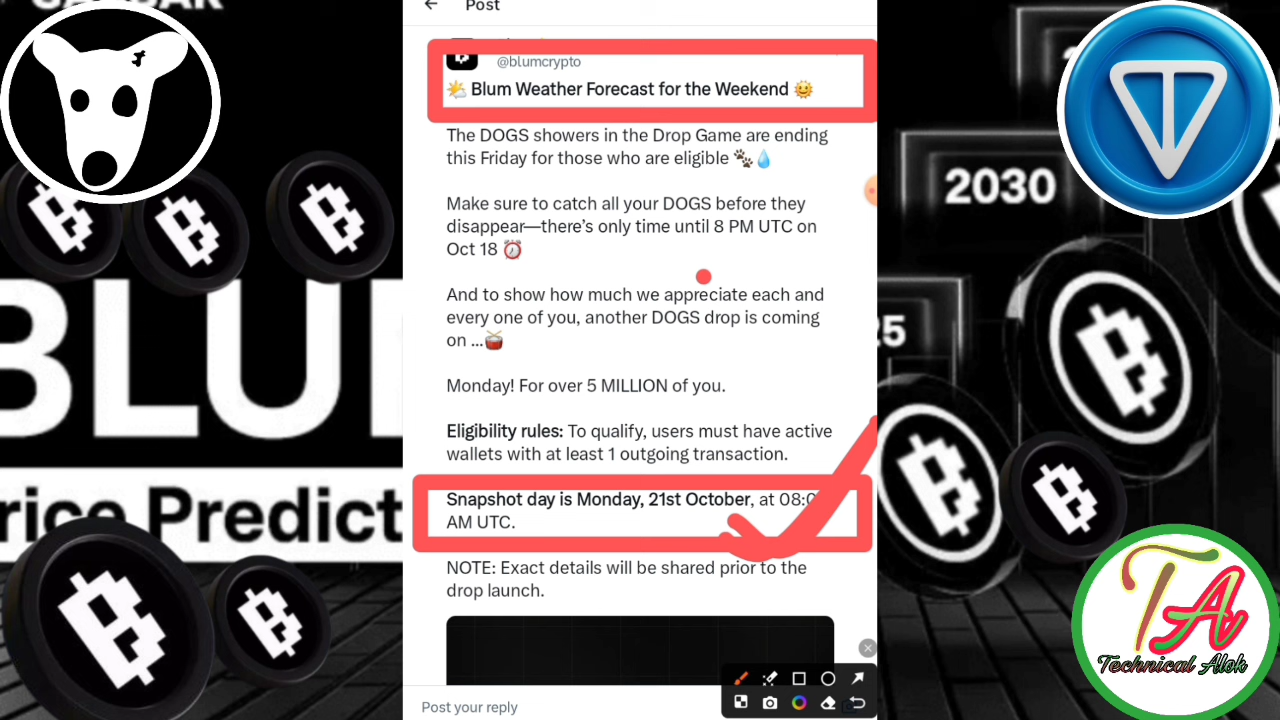 Post
@blumcrypto
🌤️ Blum Weather Forecast for the Weekend 🌞
The DOGS showers in the Drop Game are ending
this Friday for those who are eligible 🐾💧
Make sure to catch all your DOGS before they
disappear—there's only time until 8 PM UTC on
Oct 18 ⏰
And to show how much we appreciate each and
every one of you, another DOGS drop is coming
on ...🥁
Monday! For over 5 MILLION of you.
Eligibility rules: To qualify, users must have active
wallets with at least 1 outgoing transaction.
Snapshot day is Monday, 21st October, at
AM UTC.
NOTE: Exact details will be shared prior to the
drop launch.
Post your reply
BLU
rice Predict
2030
25
TA
Technical Alok